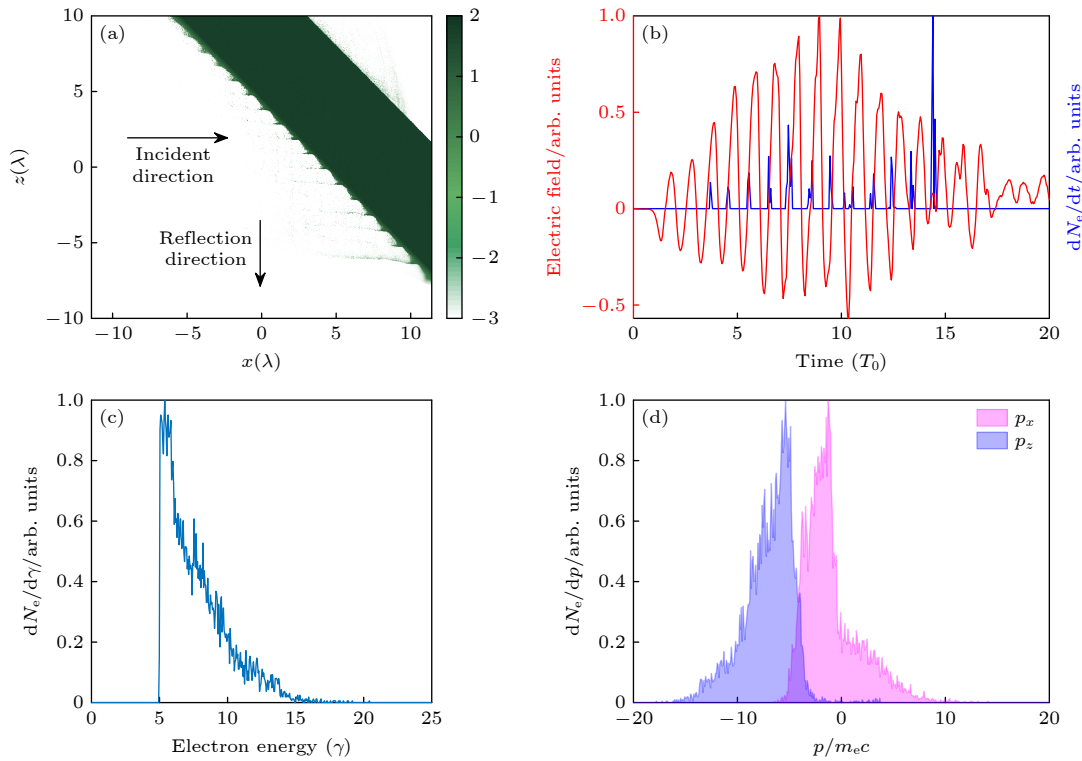 (a)
10
5
0
−5
−10
z(λ)
−10
−5
0
5
10
x(λ)
Incident
direction
Reflection
direction
2
1
0
−1
−2
−3
(b)
1.0
0.5
0
−0.5
Electric field/arb. units
dNe/dt/arb. units
0
5
10
15
20
Time (T0)
(c)
1.0
0.8
0.6
0.4
0.2
0
dNe/dγ/arb. units
0
5
10
15
20
25
Electron energy (γ)
(d)
px
pz
1.0
0.8
0.6
0.4
0.2
0
dNe/dp/arb. units
−20
−10
0
10
20
p/mec